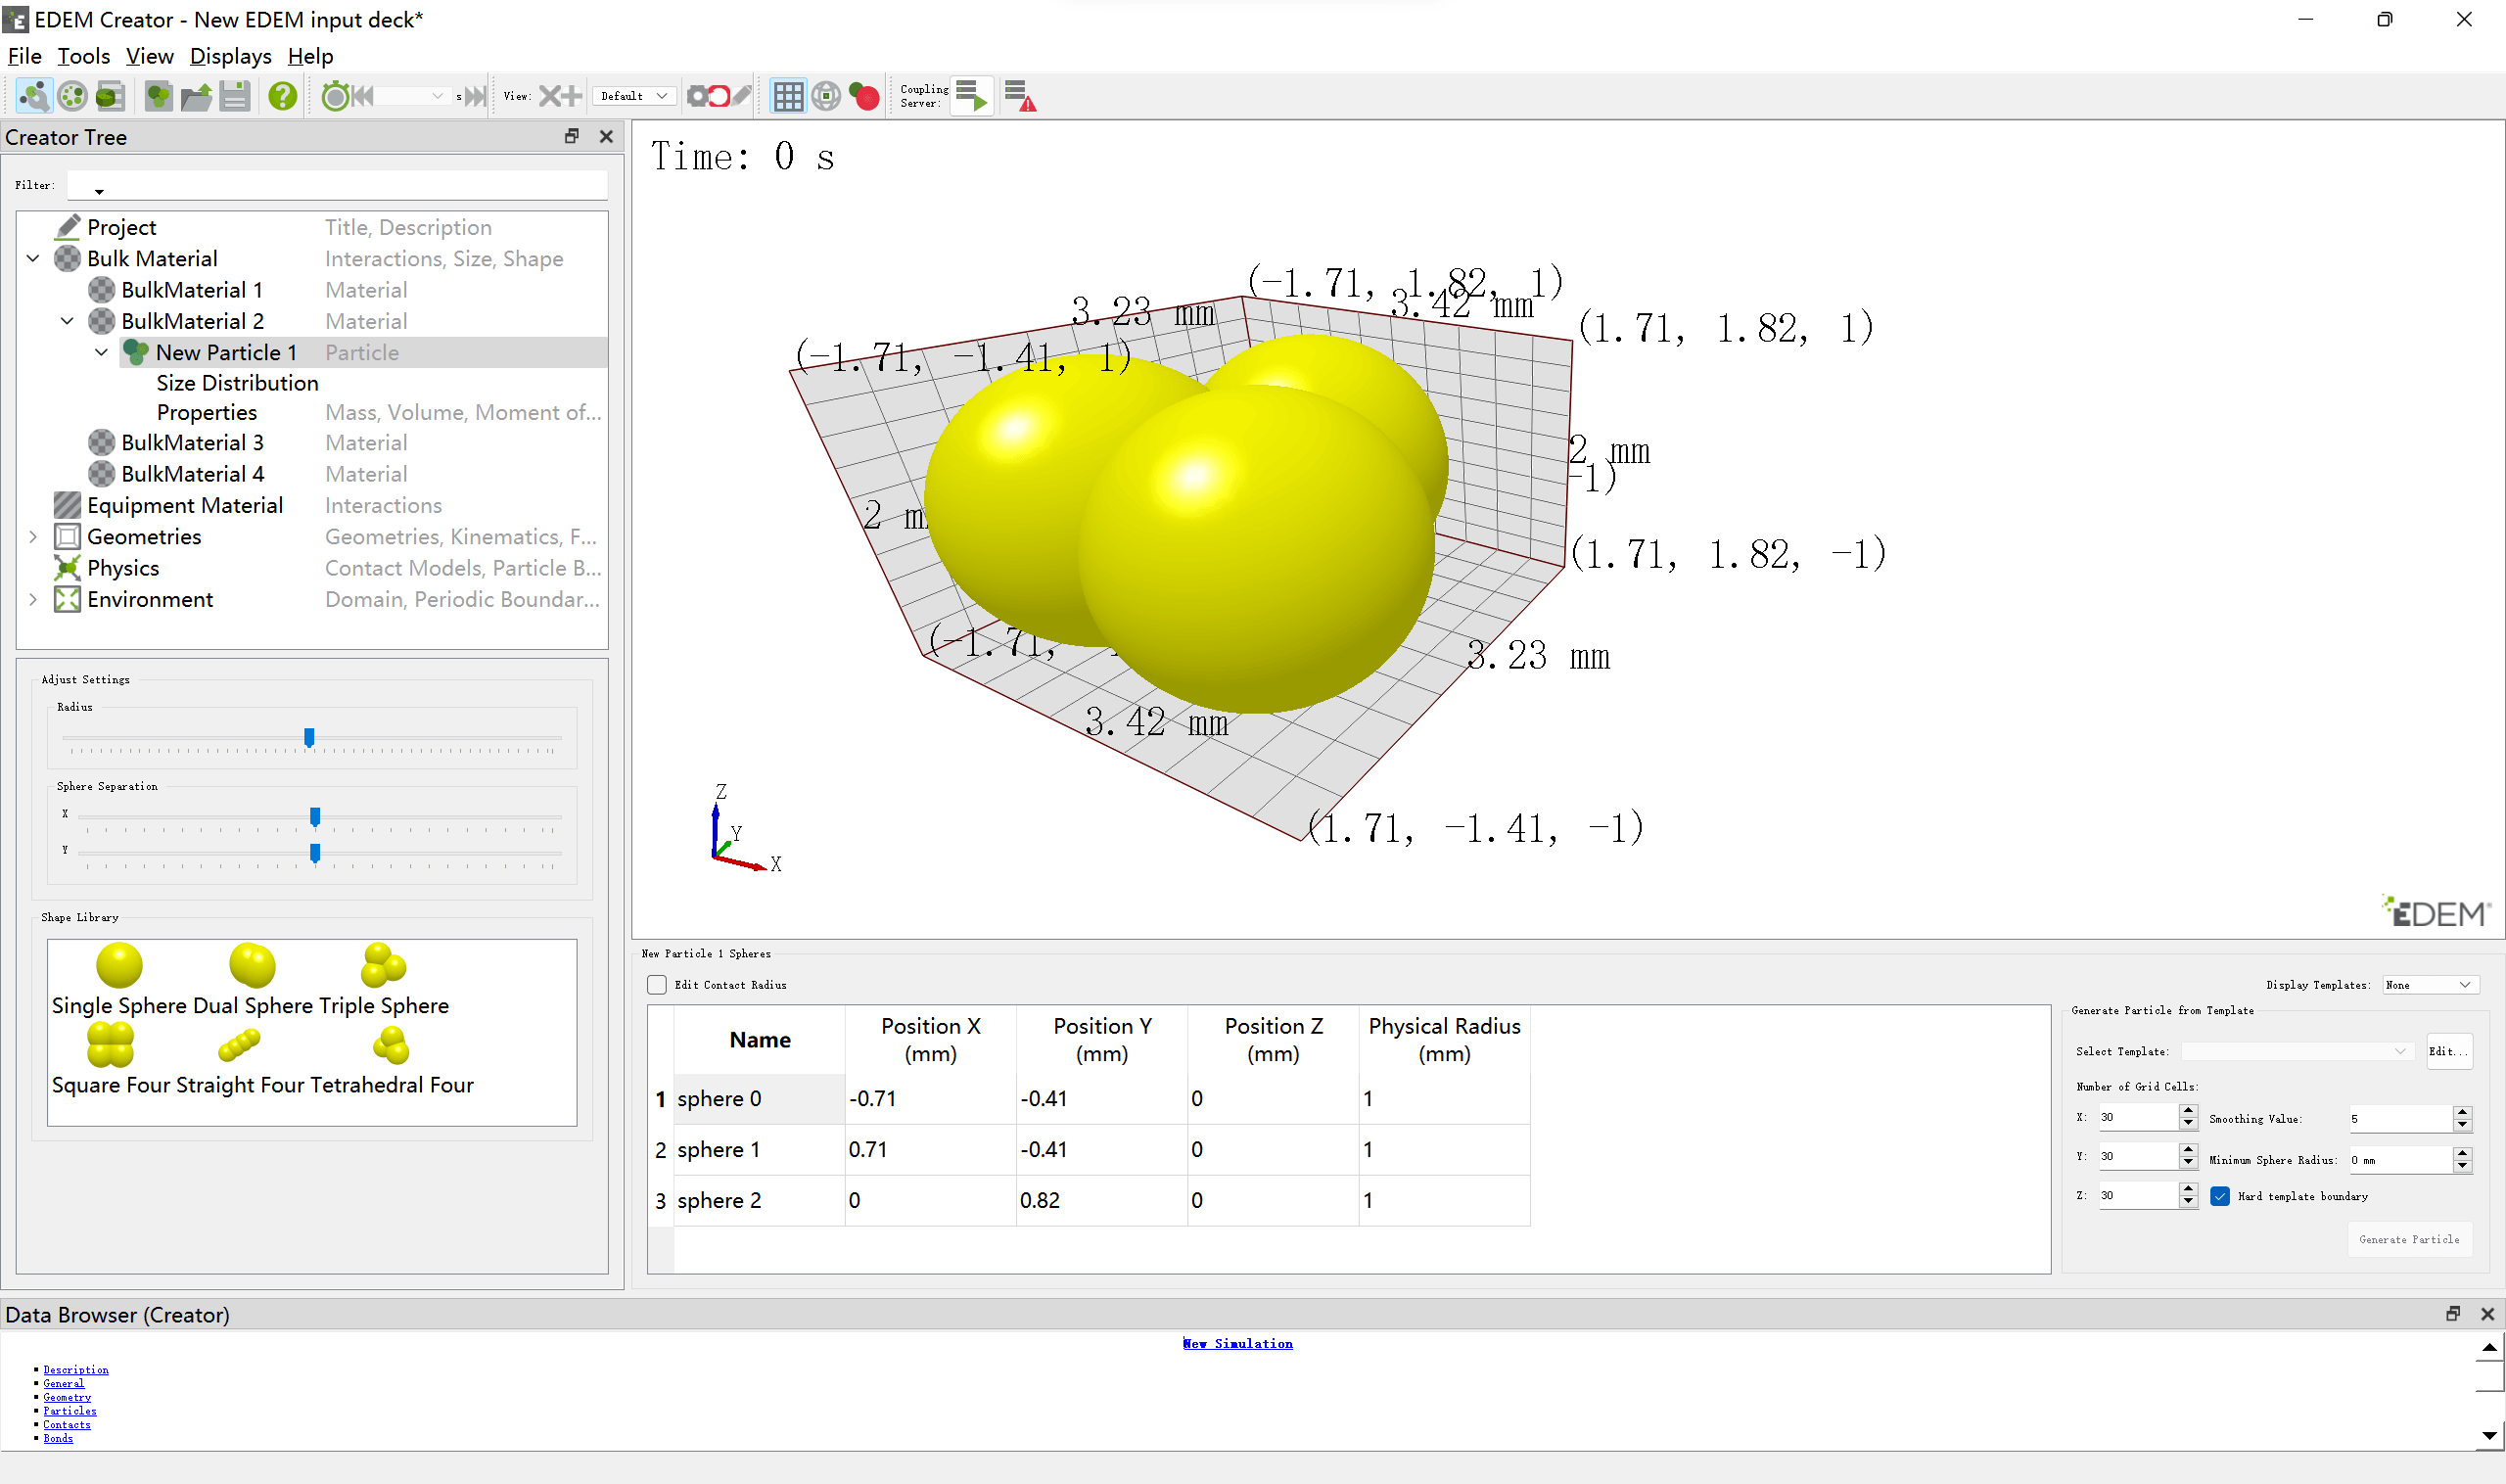 EDEM Creator - New EDEM input deck*
File Tools View Displays Help
s View: Default Coupling Server:
Creator Tree
Filter:
Project Title, Description
Bulk Material Interactions, Size, Shape
BulkMaterial 1 Material
BulkMaterial 2 Material
New Particle 1 Particle
Size Distribution
Properties Mass, Volume, Moment of...
BulkMaterial 3 Material
BulkMaterial 4 Material
Equipment Material Interactions
Geometries Geometries, Kinematics, F...
Physics Contact Models, Particle B...
Environment Domain, Periodic Boundar...
Adjust Settings
Radius
Sphere Separation
X
Y
Shape Library
Single Sphere Dual Sphere Triple Sphere
Square Four Straight Four Tetrahedral Four
Time: 0 s
(-1.71, 1.82, 1)
3.23 mm
3.42 mm
(1.71, 1.82, 1)
(-1.71, -1.41, 1)
2 mm
-1)
2 m
(1.71, 1.82, -1)
(-1.71,
3.23 mm
3.42 mm
(1.71, -1.41, -1)
Z
Y
X
EDEM
New Particle 1 Spheres
Edit Contact Radius
Name Position X (mm) Position Y (mm) Position Z (mm) Physical Radius (mm)
1 sphere 0 -0.71 -0.41 0 1
2 sphere 1 0.71 -0.41 0 1
3 sphere 2 0 0.82 0 1
Display Templates: None
Generate Particle from Template
Select Template: Edit...
Number of Grid Cells:
X: 30 Smoothing Value: 5
Y: 30 Minimum Sphere Radius: 0 mm
Z: 30 Hard template boundary
Generate Particle
Data Browser (Creator)
New Simulation
Description
General
Geometry
Particles
Contacts
Bonds